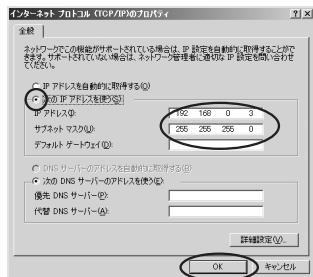 インターネット プロトコル (TCP/IP)のプロパティ
全般
ネットワークでこの機能がサポートされている場合は、IP 設定を自動的に取得することがで
きます。サポートされていない場合は、ネットワーク管理者に適切な IP 設定を問い合わせ
てください。
IP アドレスを自動的に取得する(O)
次の IP アドレスを使う(S):
IP アドレス(I): 192 168 0 3
サブネット マスク(U): 255 255 255 0
デフォルト ゲートウェイ(D):
DNS サーバーのアドレスを自動的に取得する(B)
次の DNS サーバーのアドレスを使う(E):
優先 DNS サーバー(P):
代替 DNS サーバー(A):
詳細設定(V)...
OK キャンセル